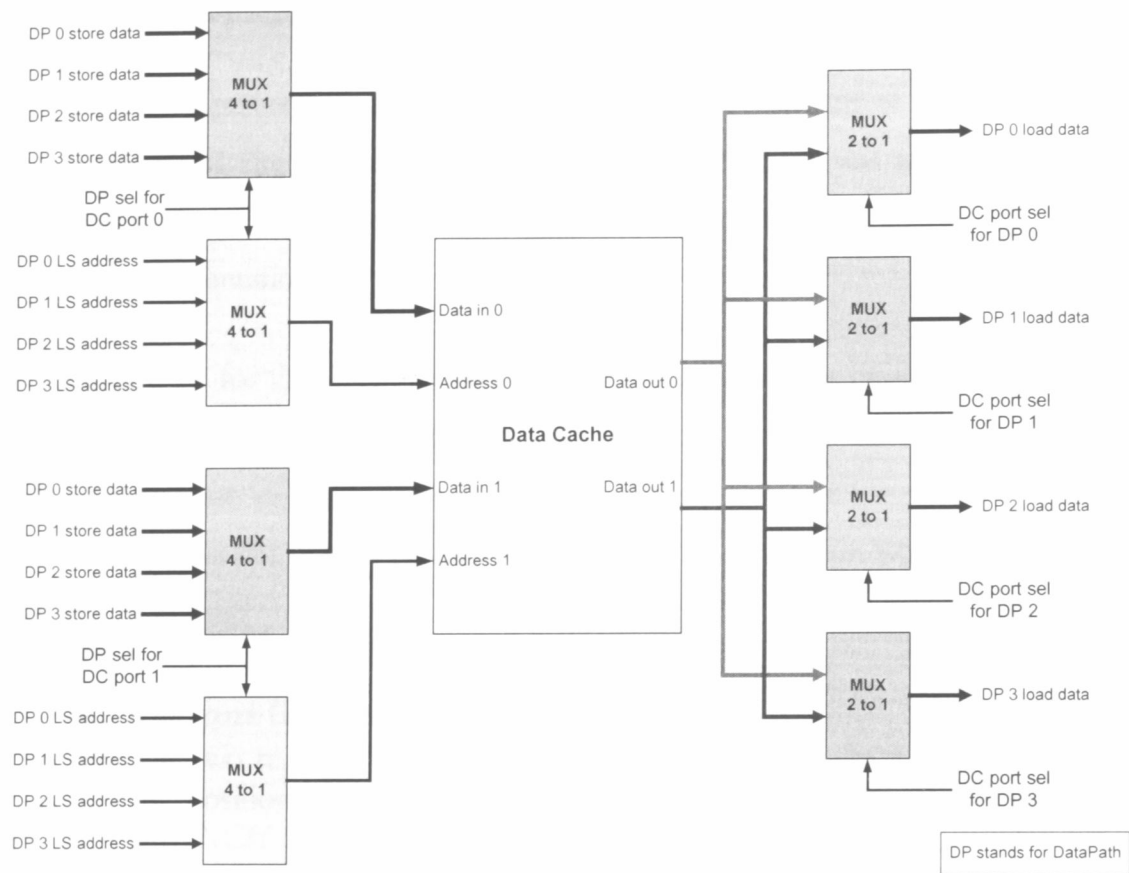 DP 0 store data
DP 1 store data
DP 2 store data
DP 3 store data
MUX
4 to 1
DP sel for
DC port 0
DP 0 LS address
DP 1 LS address
DP 2 LS address
DP 3 LS address
MUX
4 to 1
DP 0 store data
DP 1 store data
DP 2 store data
DP 3 store data
MUX
4 to 1
DP sel for
DC port 1
DP 0 LS address
DP 1 LS address
DP 2 LS address
DP 3 LS address
MUX
4 to 1
Data in 0
Address 0
Data out 0
Data Cache
Data in 1
Data out 1
Address 1
MUX
2 to 1
DP 0 load data
DC port sel
for DP 0
MUX
2 to 1
DP 1 load data
DC port sel
for DP 1
MUX
2 to 1
DP 2 load data
DC port sel
for DP 2
MUX
2 to 1
DP 3 load data
DC port sel
for DP 3
DP stands for DataPath